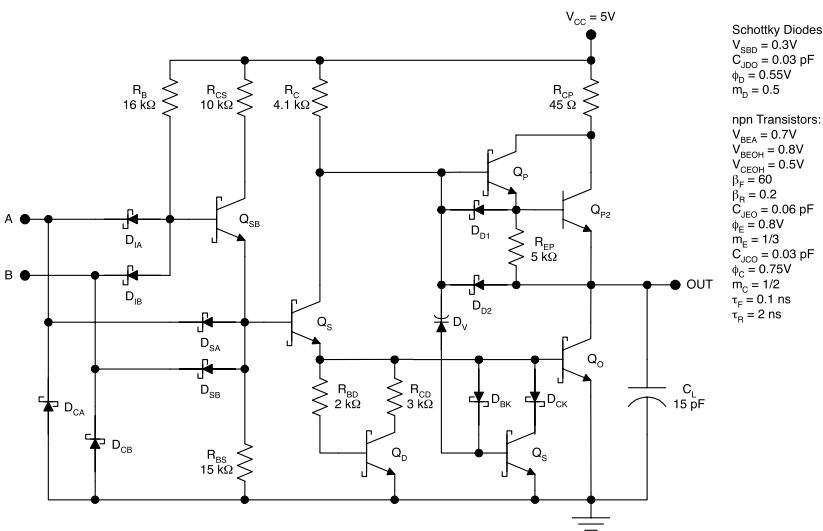 V_CC = 5V
R_B
16 kΩ
R_CS
10 kΩ
R_C
4.1 kΩ
R_CP
45 Ω
A
B
D_IA
D_IB
Q_SB
Q_P
Q_P2
D_D1
R_EP
5 kΩ
D_D2
OUT
D_SA
D_SB
Q_S
D_V
D_CA
D_CB
R_BS
15 kΩ
R_BD
2 kΩ
R_CD
3 kΩ
D_BK
D_CK
Q_O
Q_D
Q_S
C_L
15 pF
Schottky Diodes
V_SBD = 0.3V
C_JDO = 0.03 pF
ϕ_D = 0.55V
m_D = 0.5
npn Transistors:
V_BEA = 0.7V
V_BEOH = 0.8V
V_CEOH = 0.5V
β_F = 60
β_R = 0.2
C_JEO = 0.06 pF
ϕ_E = 0.8V
m_E = 1/3
C_JCO = 0.03 pF
ϕ_C = 0.75V
m_C = 1/2
τ_F = 0.1 ns
τ_R = 2 ns